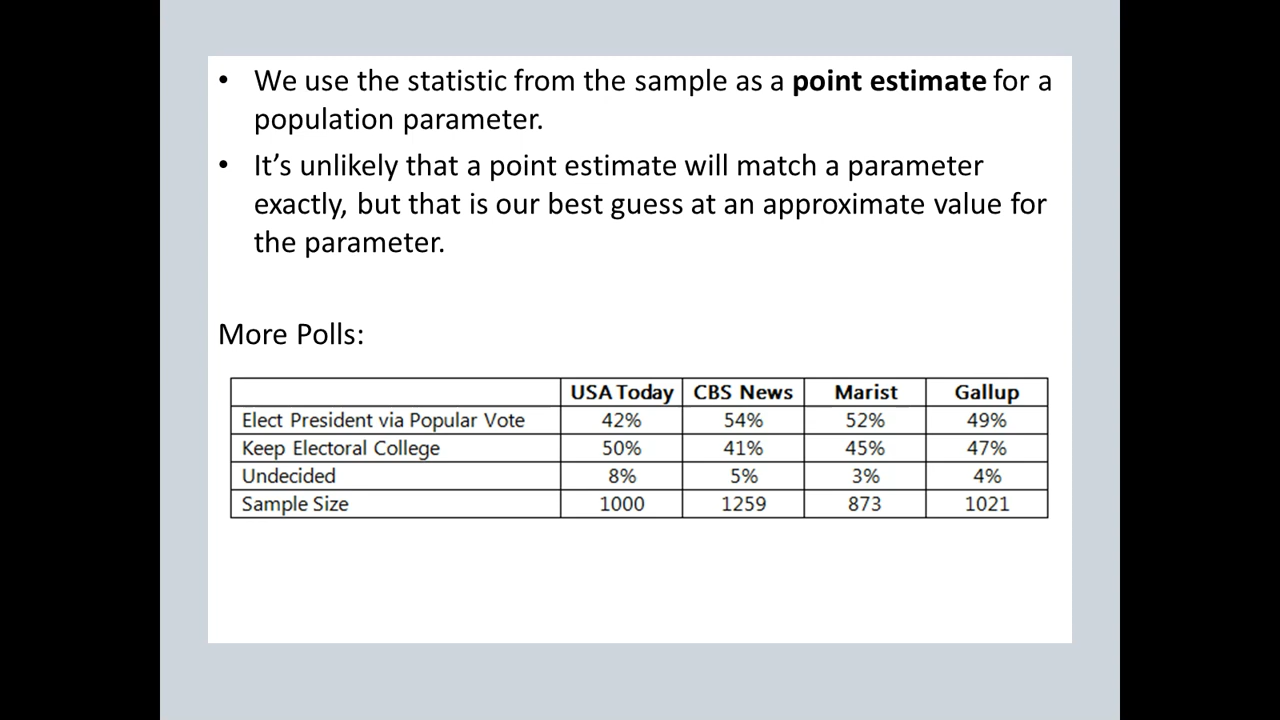 • We use the statistic from the sample as a point estimate for a
population parameter.
• It’s unlikely that a point estimate will match a parameter
exactly, but that is our best guess at an approximate value for
the parameter.
More Polls:
USA Today CBS News Marist Gallup
Elect President via Popular Vote 42% 54% 52% 49%
Keep Electoral College 50% 41% 45% 47%
Undecided 8% 5% 3% 4%
Sample Size 1000 1259 873 1021